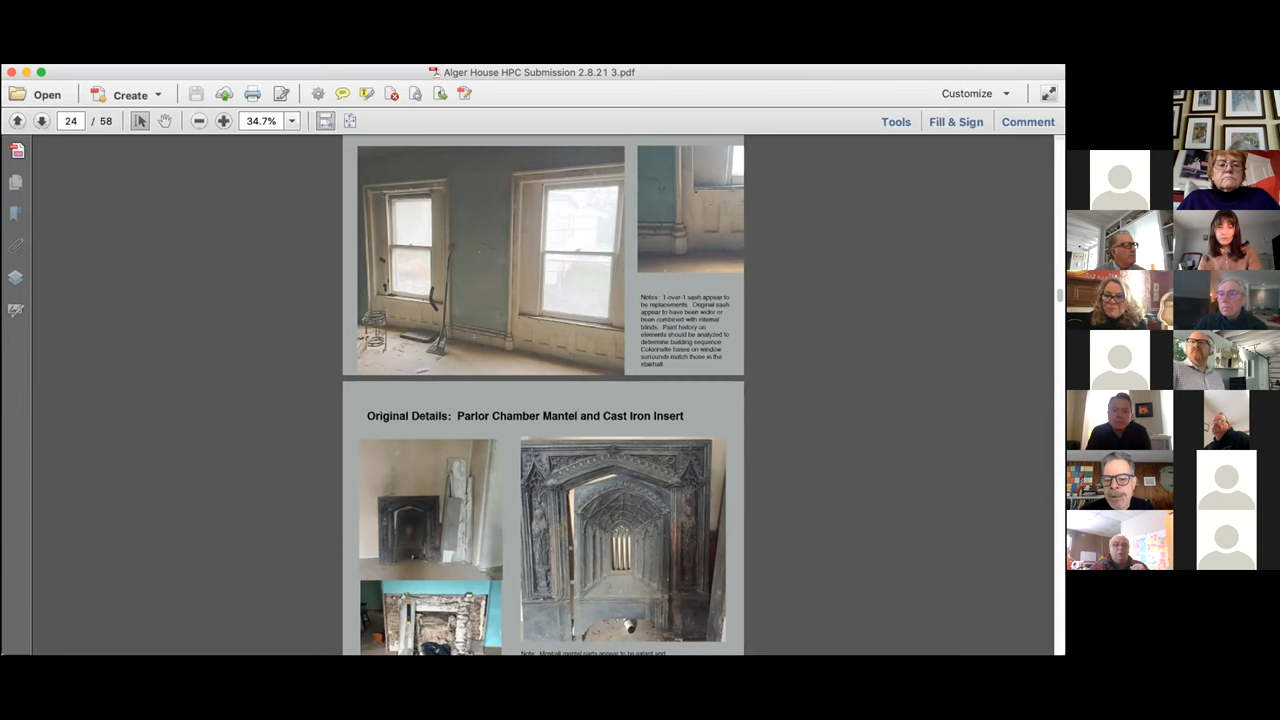 Alger House HPC Submission 2.8.21 3.pdf
Open
Create
Customize
24 / 58
34.7%
Tools
Fill & Sign
Comment
Notes: 1-over-1 sash appear to
be replacements. Original sash
appear to have been wider or
been combined with internal
blinds. Paint history on
elements should be analyzed to
determine building sequence.
Colonnette bases on window
surrounds match those in the
stairhall.
Original Details: Parlor Chamber Mantel and Cast Iron Insert